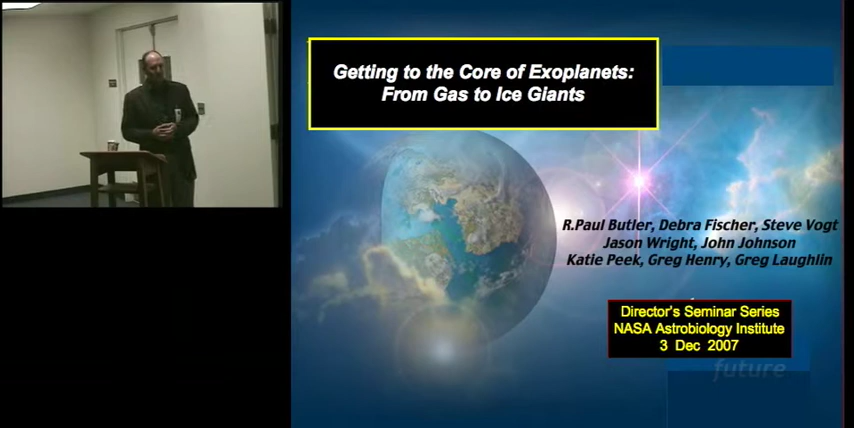 Getting to the Core of Exoplanets:
From Gas to Ice Giants
R.Paul Butler, Debra Fischer, Steve Vogt
Jason Wright, John Johnson
Katie Peek, Greg Henry, Greg Laughlin
Director's Seminar Series
NASA Astrobiology Institute
3 Dec 2007
future